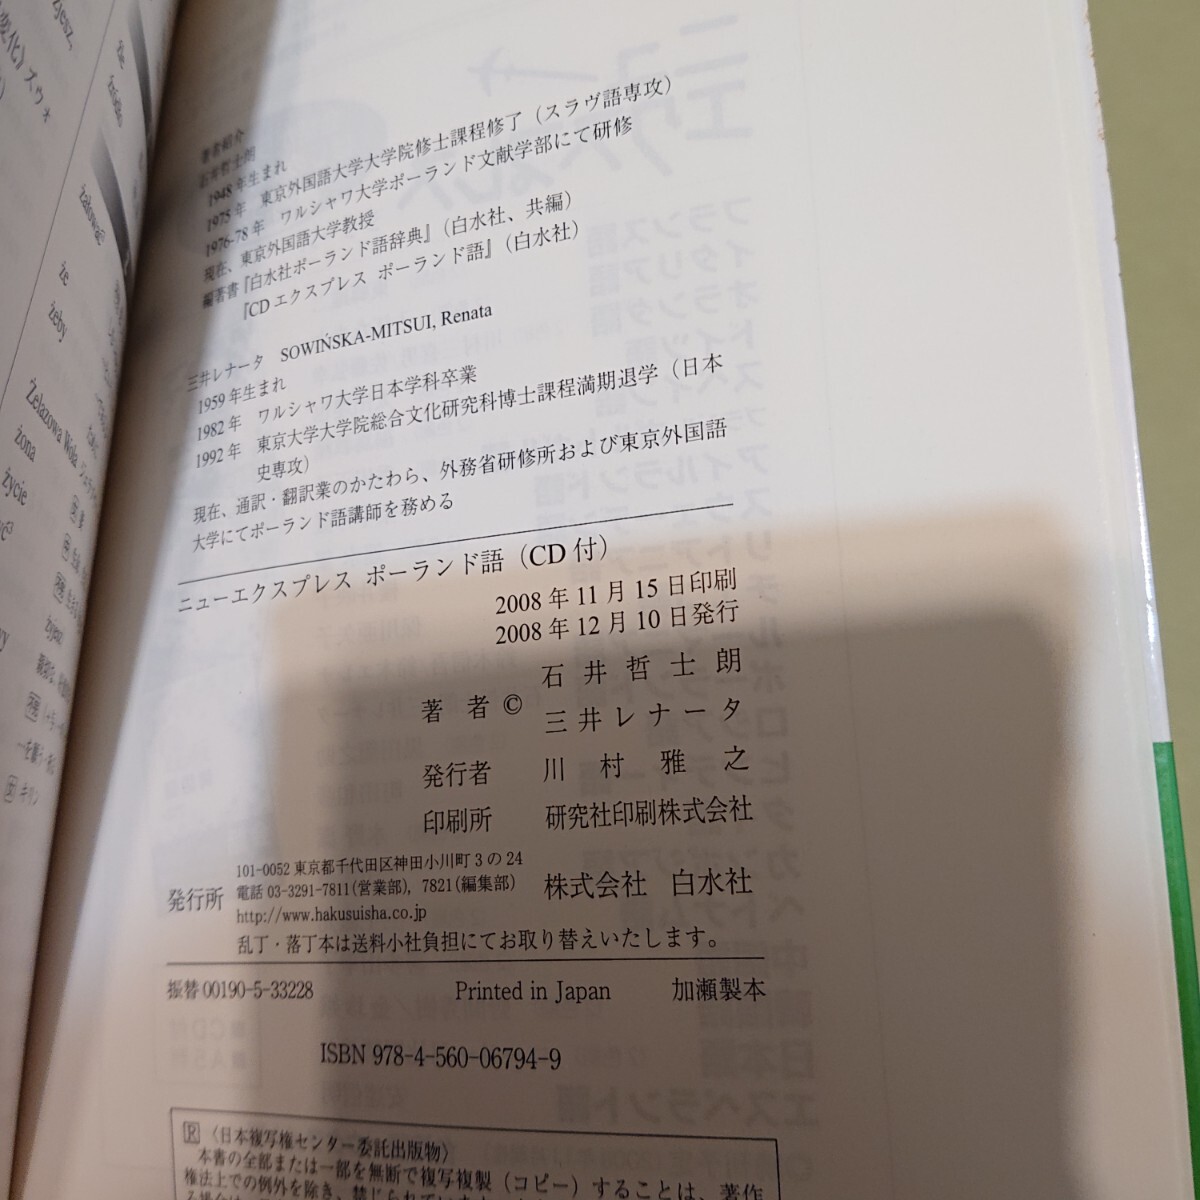 著者紹介
石井哲士朗
1948年生まれ
1975年 東京外国語大学大学院修士課程修了(スラヴ語専攻)
1976-78年 ワルシャワ大学ポーランド文献学部にて研修
現在、東京外国語大学教授
編著書『白水社ポーランド語辞典』(白水社、共編)
『CDエクスプレス ポーランド語』(白水社)
三井レナータ SOWIŃSKA-MITSUI, Renata
1959年生まれ
1982年 ワルシャワ大学日本学科卒業
1992年 東京大学大学院総合文化研究科博士課程満期退学(日本
史専攻)
現在、通訳・翻訳業のかたわら、外務省研修所および東京外国語
大学にてポーランド語講師を務める
ニューエクスプレス ポーランド語(CD付)
2008年11月15日印刷
2008年12月10日発行
著者© 石井哲士朗
三井レナータ
発行者 川村雅之
印刷所 研究社印刷株式会社
101-0052 東京都千代田区神田小川町3の24
発行所 電話 03-3291-7811(営業部), 7821(編集部) 株式会社 白水社
http://www.hakusuisha.co.jp
乱丁・落丁本は送料小社負担にてお取り替えいたします。
振替 00190-5-33228 Printed in Japan 加瀬製本
ISBN 978-4-560-06794-9
R 〈日本複写権センター委託出版物〉
本書の全部または一部を無断で複写複製(コピー)することは、著作
権法上での例外を除き、禁じられています
że
żeby
Żelazowa Wola
żona
życie